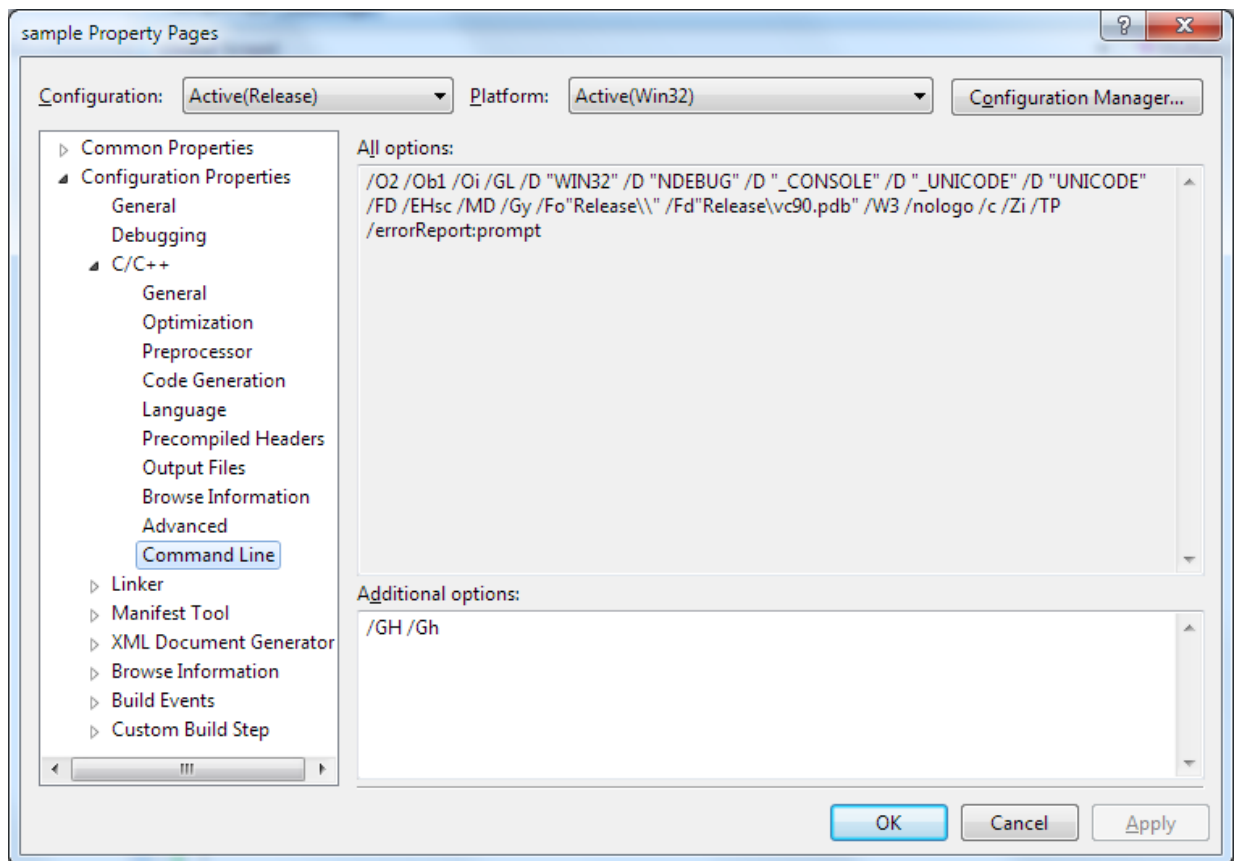 sample Property Pages
Configuration: Active(Release) Platform: Active(Win32) Configuration Manager...
Common Properties
Configuration Properties
General
Debugging
C/C++
General
Optimization
Preprocessor
Code Generation
Language
Precompiled Headers
Output Files
Browse Information
Advanced
Command Line
Linker
Manifest Tool
XML Document Generator
Browse Information
Build Events
Custom Build Step
All options:
/O2 /Ob1 /Oi /GL /D "WIN32" /D "NDEBUG" /D "_CONSOLE" /D "_UNICODE" /D "UNICODE"
/FD /EHsc /MD /Gy /Fo"Release\\" /Fd"Release\vc90.pdb" /W3 /nologo /c /Zi /TP
/errorReport:prompt
Additional options:
/GH /Gh
OK Cancel Apply